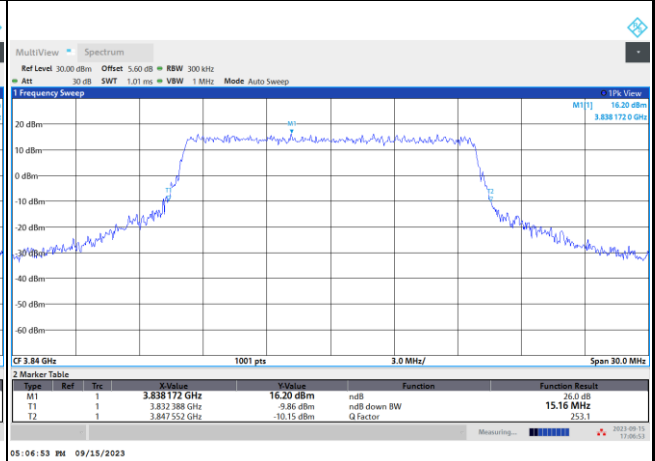 MultiView Spectrum
Ref Level 30.00 dBm Offset 5.60 dB RBW 300 kHz
Att 30 dB SWT 1.01 ms VBW 1 MHz Mode Auto Sweep
1 Frequency Sweep 1Pk View
M1[1] 16.20 dBm
3.838 172 0 GHz
M1
20 dBm
10 dBm
0 dBm
T1 T2
-10 dBm
-20 dBm
-30 dBm
-40 dBm
-50 dBm
-60 dBm
CF 3.84 GHz 1001 pts 3.0 MHz/ Span 30.0 MHz
2 Marker Table
Type Ref Trc X-Value Y-Value Function Function Result
M1 1 3.838 172 GHz 16.20 dBm ndB 26.0 dB
T1 1 3.832 388 GHz -9.86 dBm ndB down BW 15.16 MHz
T2 1 3.847 552 GHz -10.15 dBm Q Factor 253.1
Measuring... 2023-09-15
17:06:53
05:06:53 PM 09/15/2023